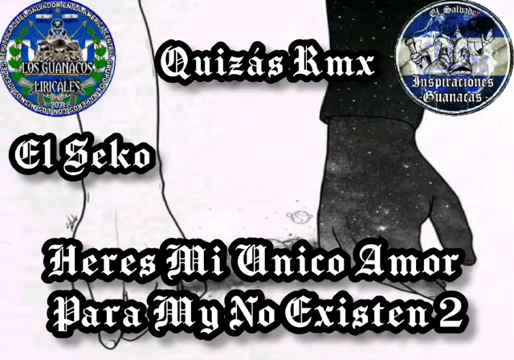 LOS GUANACOS
LIRICALES
2021
El Salvador
Inspiraciones
-Guanacas-
Quizás Rmx
El Seko
Heres Mi Unico Amor
Para My No Existen 2